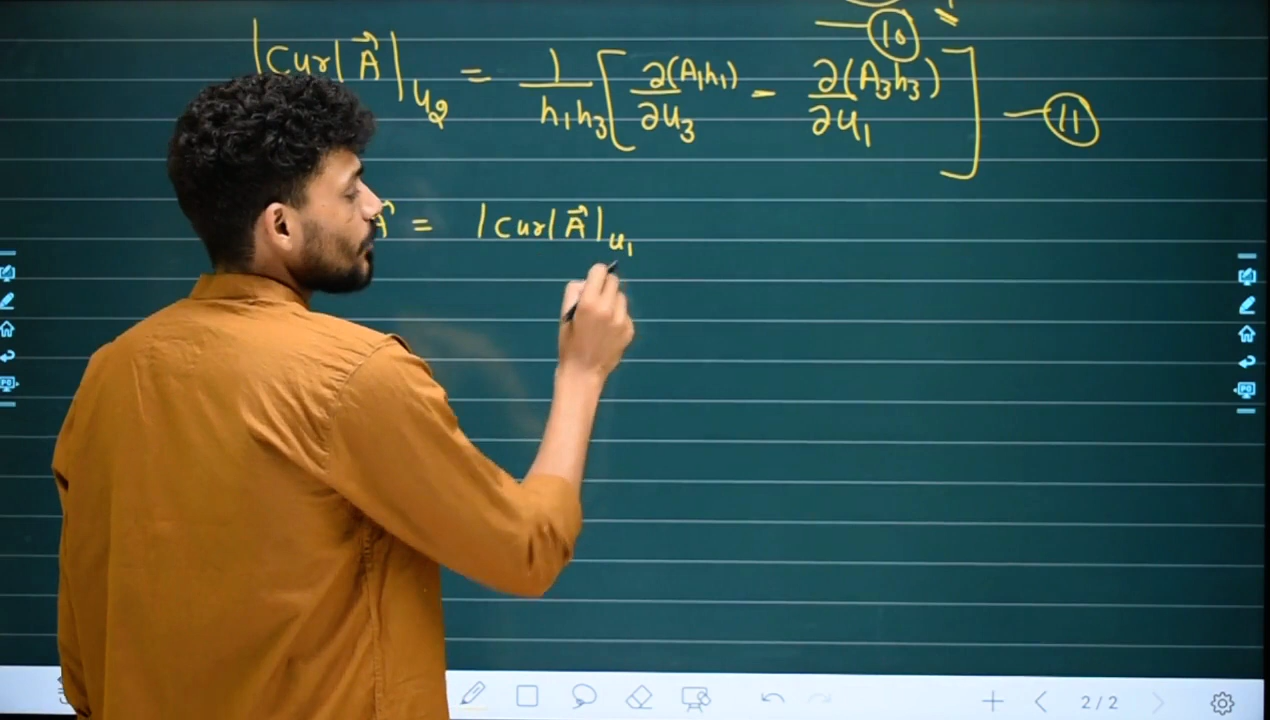 — 10
|Curl A⃗|u₂ = 1/h₁h₃ [ ∂(A₁h₁)/∂u₃ - ∂(A₃h₃)/∂u₁ ] — 11
A⃗ = |Curl A⃗|u₁
2/2